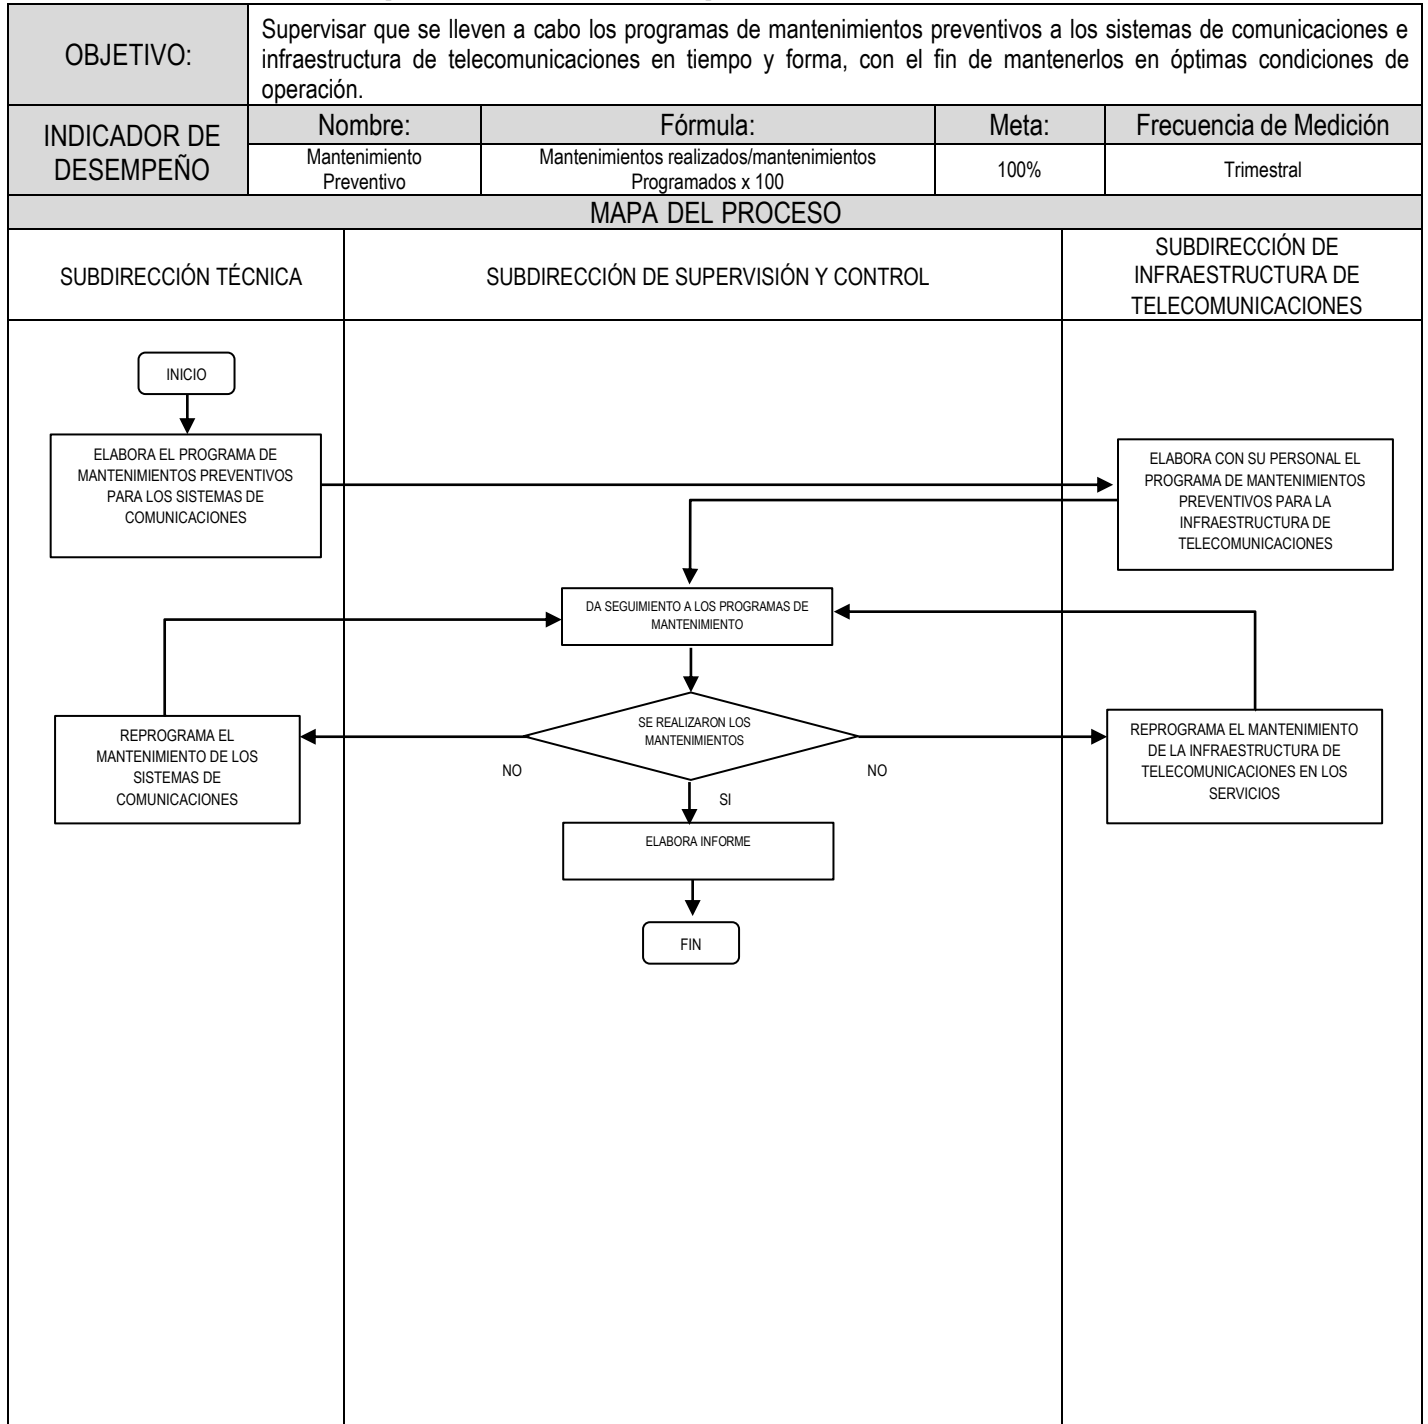 OBJETIVO:
Supervisar que se lleven a cabo los programas de mantenimientos preventivos a los sistemas de comunicaciones e
infraestructura de telecomunicaciones en tiempo y forma, con el fin de mantenerlos en óptimas condiciones de
operación.
INDICADOR DE
DESEMPEÑO
Nombre:
Fórmula:
Meta:
Frecuencia de Medición
Mantenimiento
Preventivo
Mantenimientos realizados/mantenimientos
Programados x 100
100%
Trimestral
MAPA DEL PROCESO
SUBDIRECCIÓN TÉCNICA
SUBDIRECCIÓN DE SUPERVISIÓN Y CONTROL
SUBDIRECCIÓN DE
INFRAESTRUCTURA DE
TELECOMUNICACIONES
INICIO
ELABORA EL PROGRAMA DE
MANTENIMIENTOS PREVENTIVOS
PARA LOS SISTEMAS DE
COMUNICACIONES
ELABORA CON SU PERSONAL EL
PROGRAMA DE MANTENIMIENTOS
PREVENTIVOS PARA LA
INFRAESTRUCTURA DE
TELECOMUNICACIONES
DA SEGUIMIENTO A LOS PROGRAMAS DE
MANTENIMIENTO
SE REALIZARON LOS
MANTENIMIENTOS
REPROGRAMA EL
MANTENIMIENTO DE LOS
SISTEMAS DE
COMUNICACIONES
REPROGRAMA EL MANTENIMIENTO
DE LA INFRAESTRUCTURA DE
TELECOMUNICACIONES EN LOS
SERVICIOS
NO
NO
SI
ELABORA INFORME
FIN